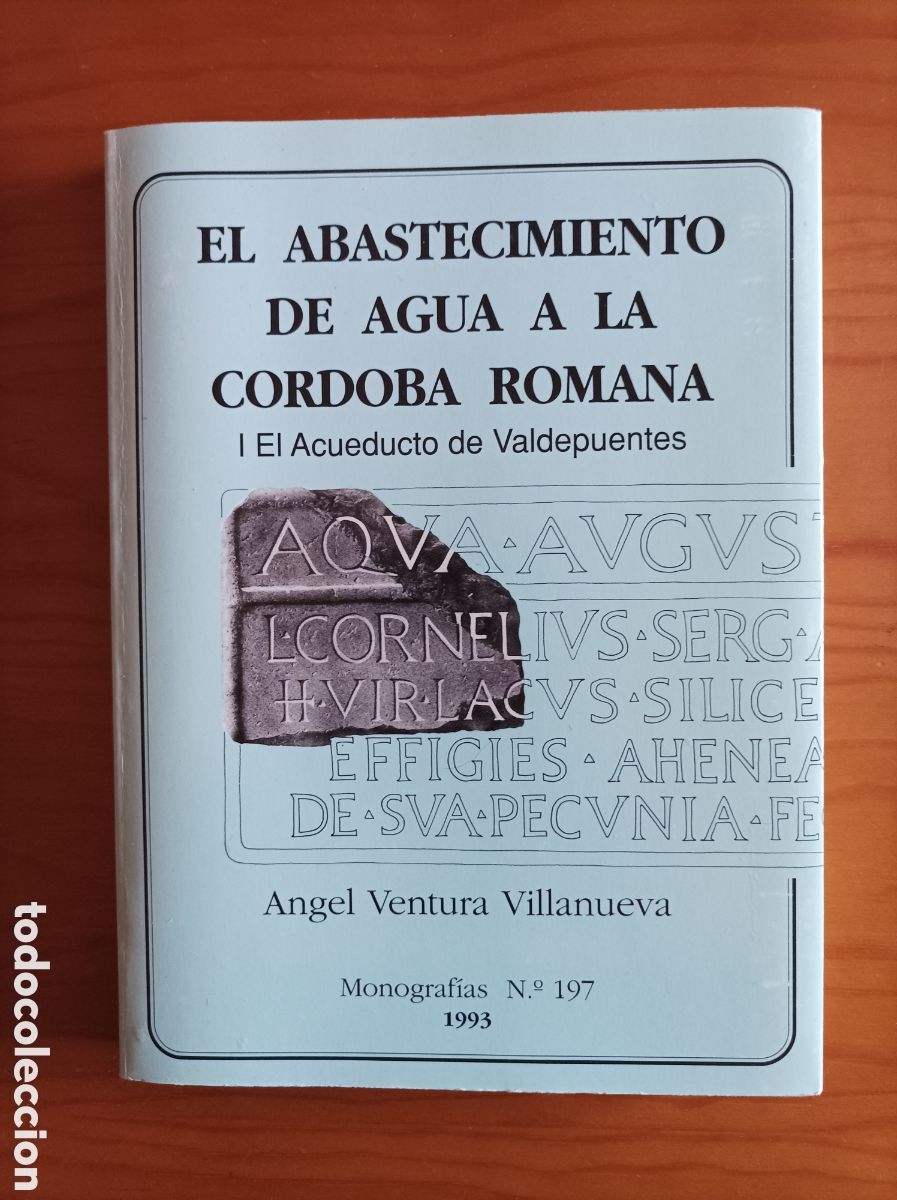 EL ABASTECIMIENTO
DE AGUA A LA
CORDOBA ROMANA
I El Acueducto de Valdepuentes
AQVA·AVGVST
L·CORNELIVS·SERG·A
II·VIR·LACVS·SILICE
EFFIGIES·AHENEA
DE·SVA·PECVNIA·FE
Angel Ventura Villanueva
Monografías N.º 197
1993
todocoleccion